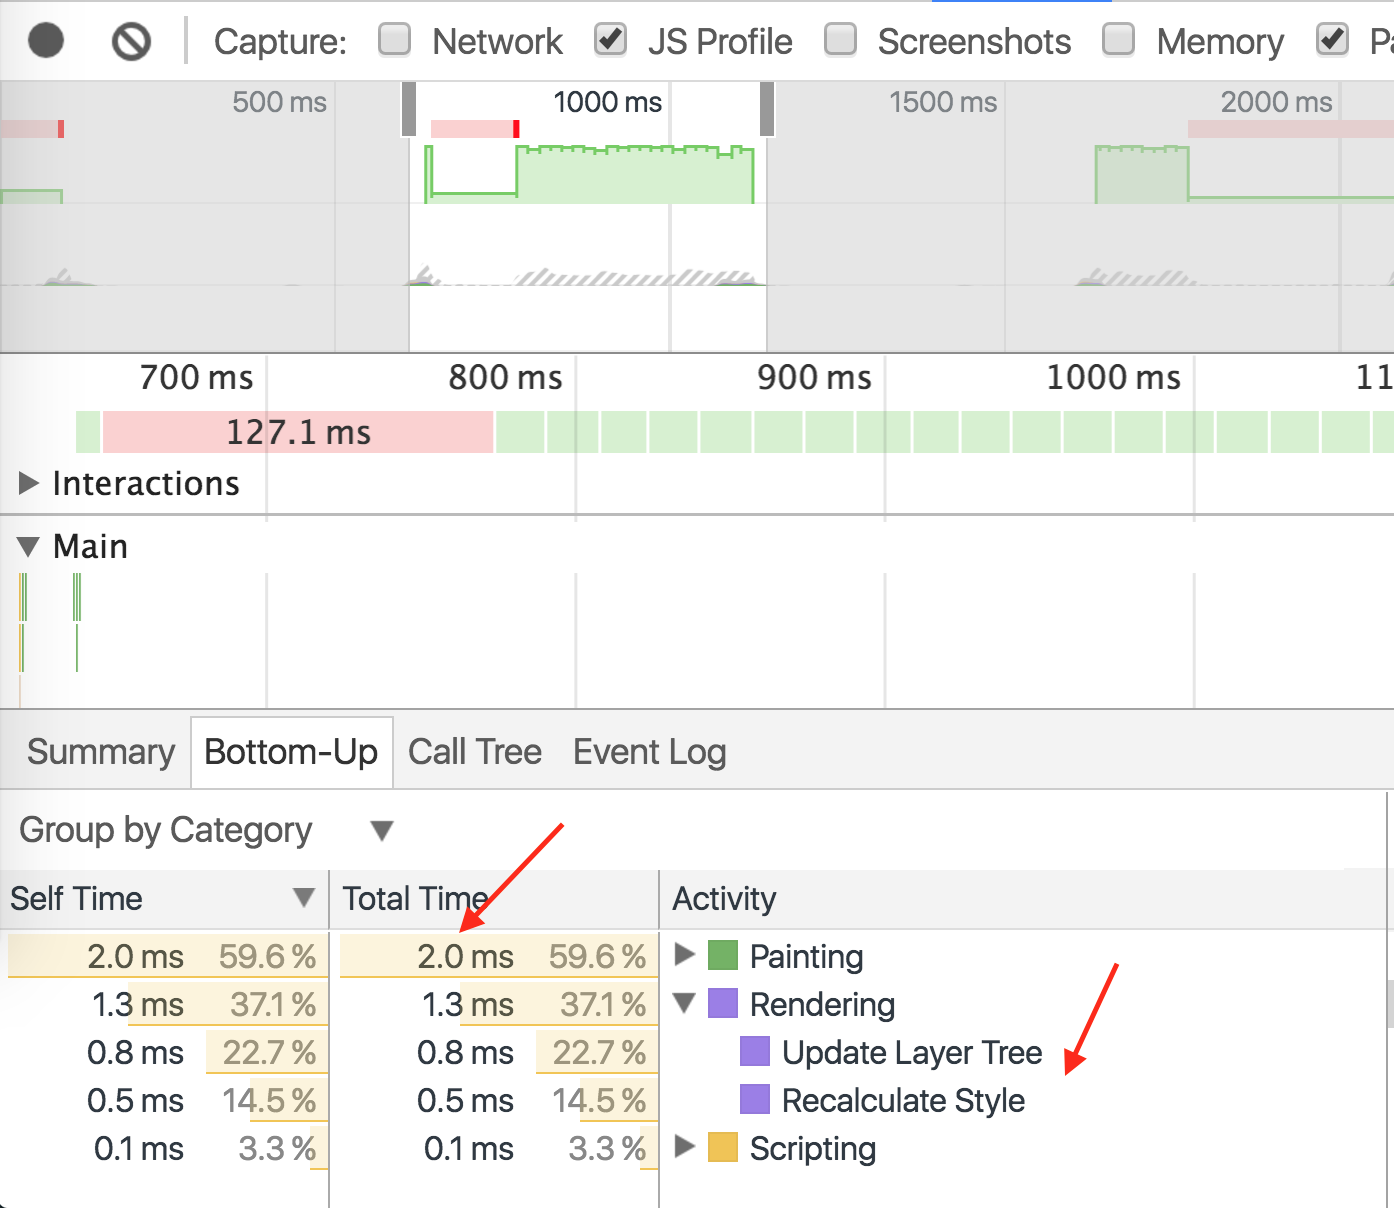 Capture: Network JS Profile Screenshots Memory
500 ms 1000 ms 1500 ms 2000 ms
700 ms 800 ms 900 ms 1000 ms
127.1 ms
Interactions
Main
Summary Bottom-Up Call Tree Event Log
Group by Category
Self Time Total Time Activity
2.0 ms 59.6 % 2.0 ms 59.6 % Painting
1.3 ms 37.1 % 1.3 ms 37.1 % Rendering
0.8 ms 22.7 % 0.8 ms 22.7 % Update Layer Tree
0.5 ms 14.5 % 0.5 ms 14.5 % Recalculate Style
0.1 ms 3.3 % 0.1 ms 3.3 % Scripting